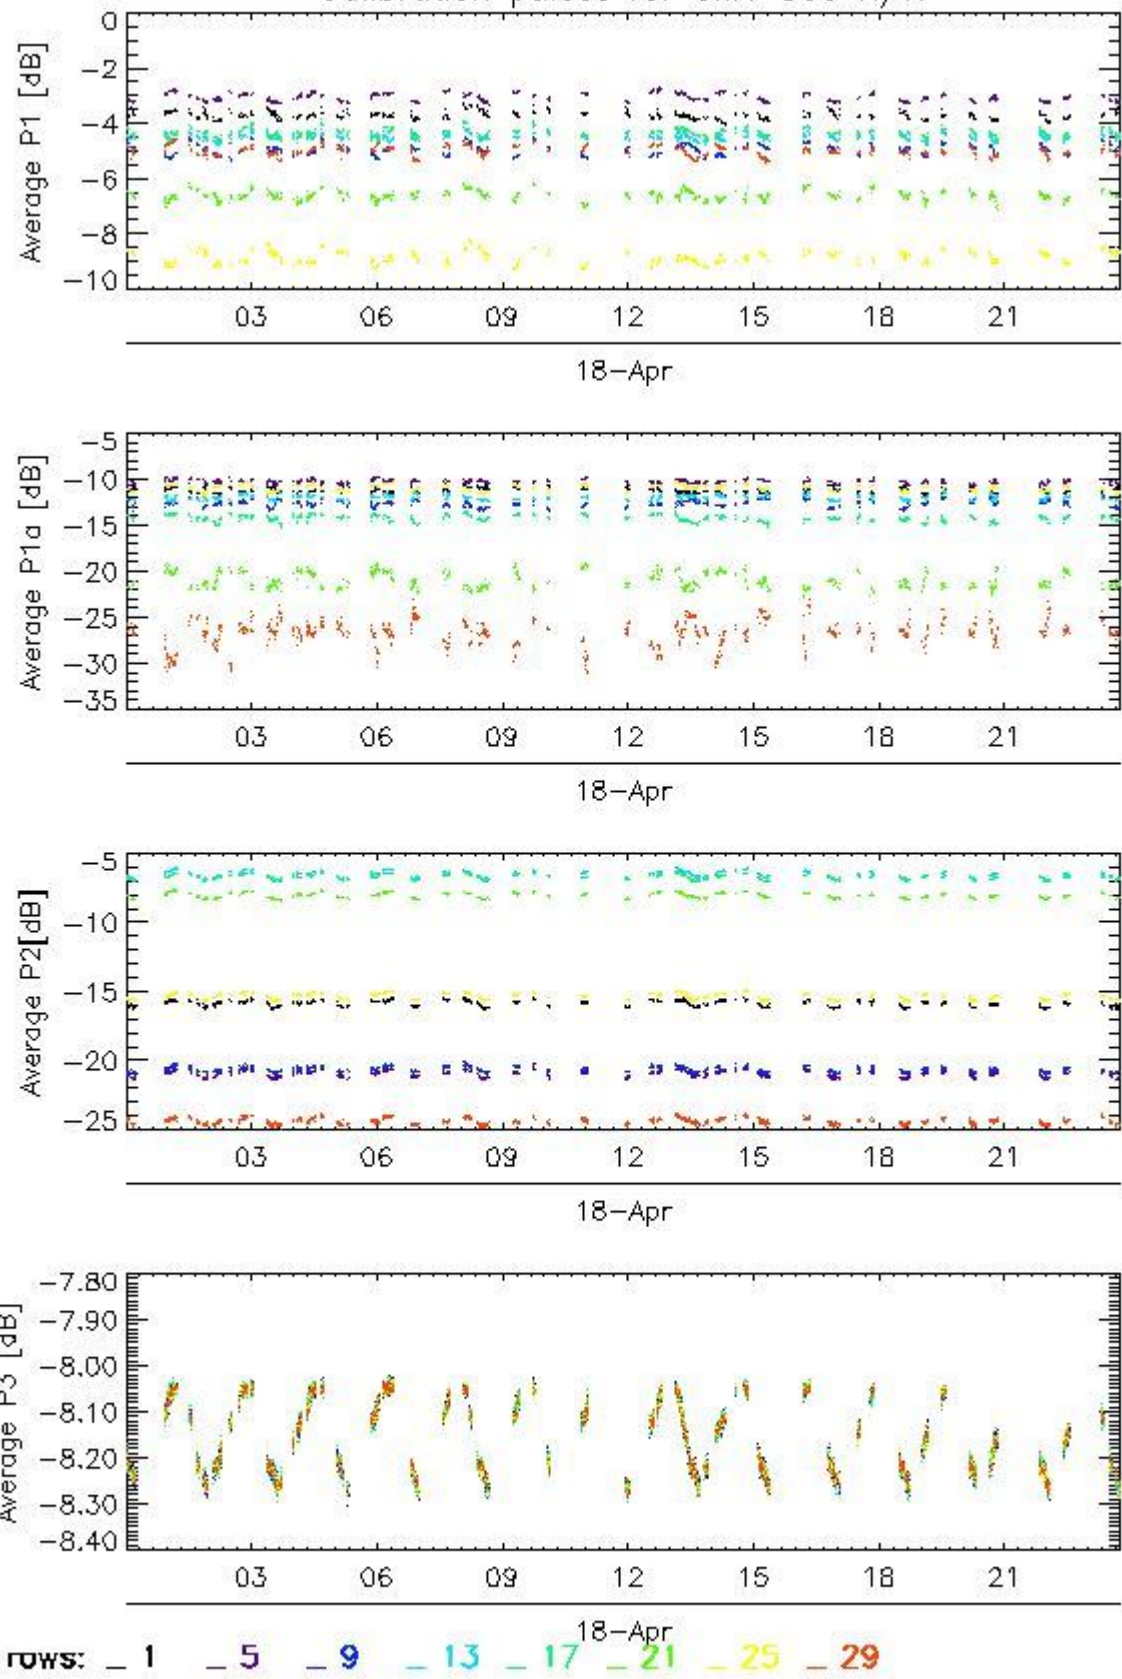 Average P1 [dB]
0
−2
−4
−6
−8
−10
03 06 09 12 15 18 21
18−Apr
Average P1a [dB]
−5
−10
−15
−20
−25
−30
−35
03 06 09 12 15 18 21
18−Apr
Average P2[dB]
−5
−10
−15
−20
−25
03 06 09 12 15 18 21
18−Apr
Average P3 [dB]
−7.80
−7.90
−8.00
−8.10
−8.20
−8.30
−8.40
03 06 09 12 15 18 21
18−Apr
rows: _ 1 _ 5 _ 9 _ 13 _ 17 _ 21 _ 25 _ 29